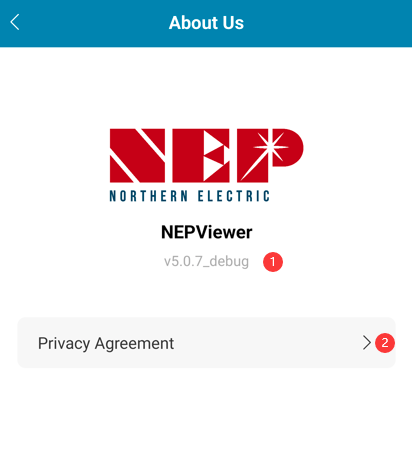 About Us
NEP
NORTHERN ELECTRIC
NEPViewer
v5.0.7_debug 1
Privacy Agreement 2